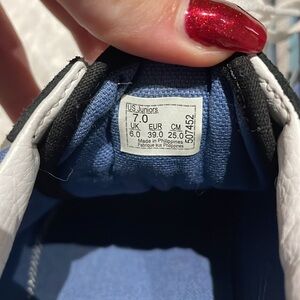 US Juniors
7.0
UK EUR CM
6.0 39.0 25.0
Made in Philippines
Fabriqué aux Philippines
507452